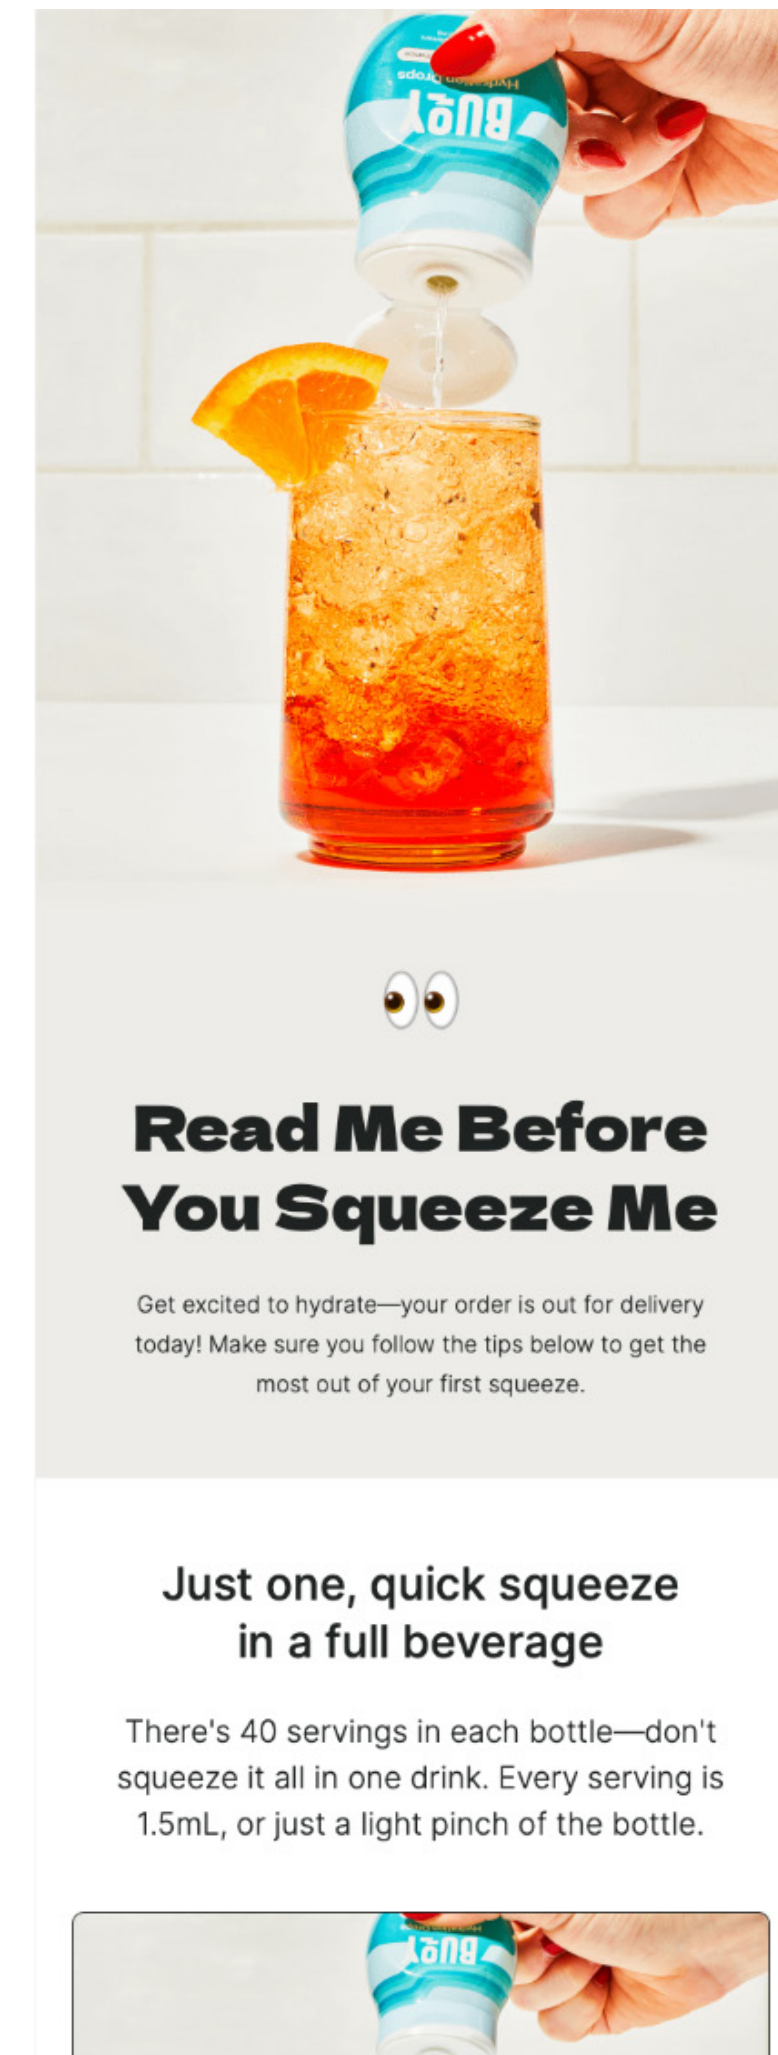 Hydration Drops
BUOY
Read Me Before
You Squeeze Me
Get excited to hydrate—your order is out for delivery
today! Make sure you follow the tips below to get the
most out of your first squeeze.
Just one, quick squeeze
in a full beverage
There's 40 servings in each bottle—don't
squeeze it all in one drink. Every serving is
1.5mL, or just a light pinch of the bottle.
BUOY